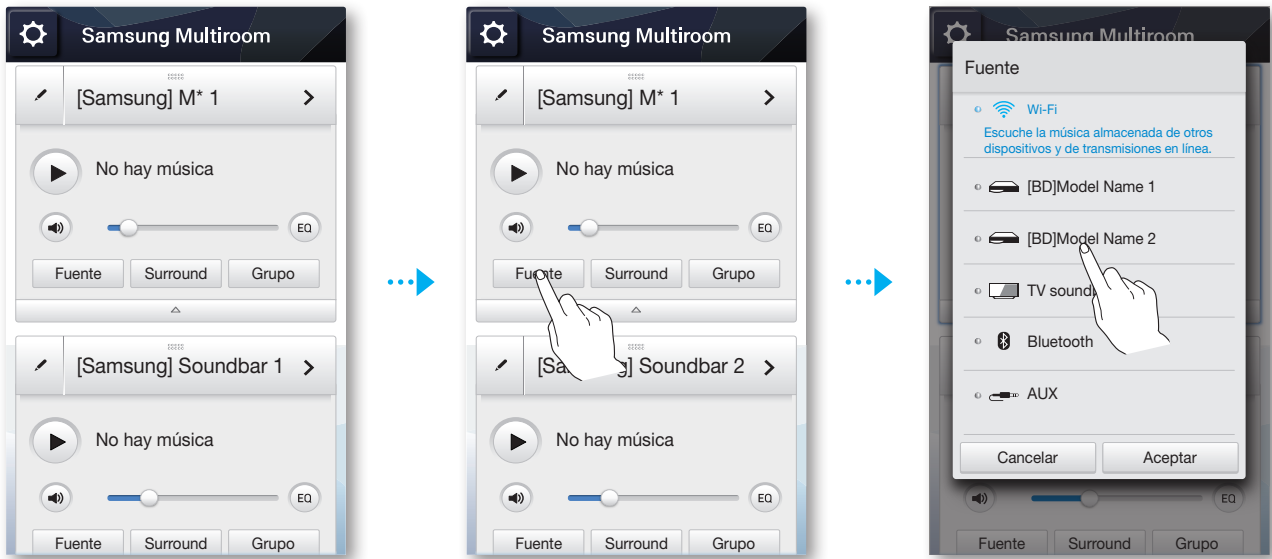 Samsung Multiroom
[Samsung] M* 1
No hay música
EQ
Fuente Surround Grupo
[Samsung] Soundbar 1
No hay música
EQ
Fuente Surround Grupo
Samsung Multiroom
[Samsung] M* 1
No hay música
EQ
Fuente Surround Grupo
Soundbar 2
No hay música
EQ
Fuente Surround Grupo
Samsung Multiroom
Fuente
Wi-Fi
Escuche la música almacenada de otros
dispositivos y de transmisiones en línea.
[BD]Model Name 1
[BD]Model Name 2
TV
Bluetooth
AUX
Cancelar Aceptar
EQ
Fuente Surround Grupo